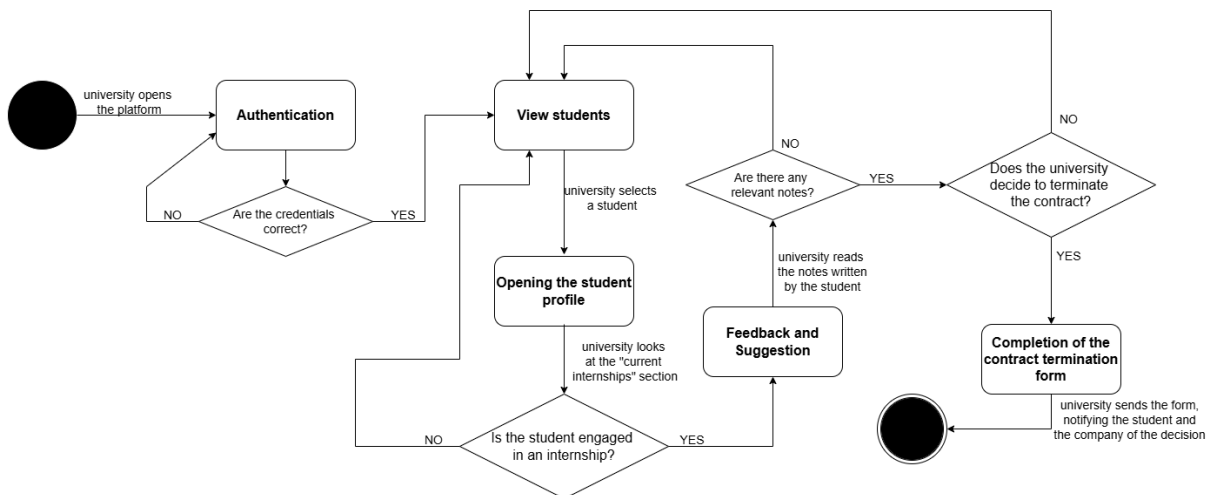 university opens
the platform
Authentication
Are the credentials
correct?
NO
YES
View students
university selects
a student
Opening the student
profile
university looks
at the "current
internships" section
Is the student engaged
in an internship?
NO
YES
Feedback and
Suggestion
university reads
the notes written
by the student
Are there any
relevant notes?
NO
YES
Does the university
decide to terminate
the contract?
NO
YES
Completion of the
contract termination
form
university sends the form,
notifying the student and
the company of the decision